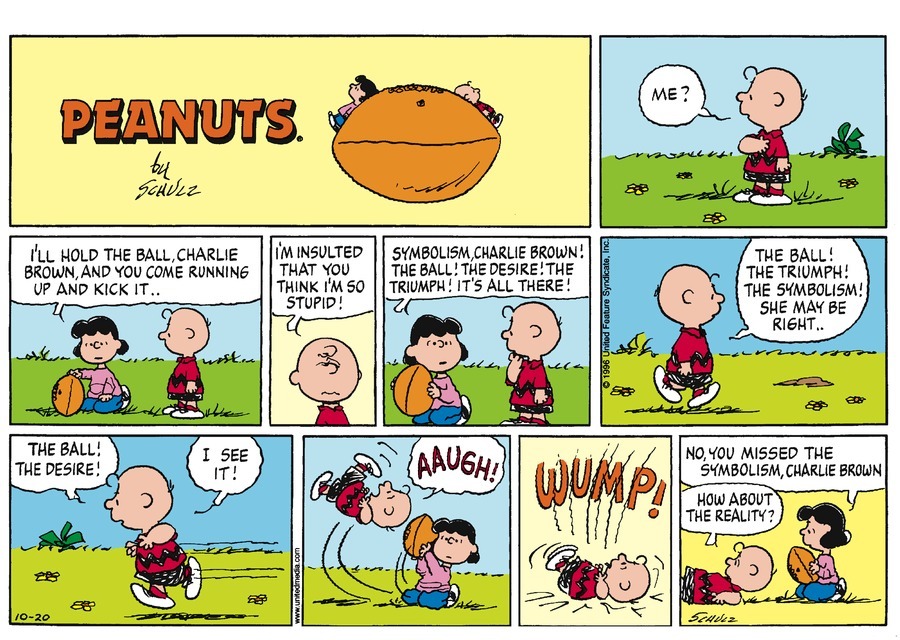 PEANUTS
by
SCHULZ
ME?
I'LL HOLD THE BALL, CHARLIE
BROWN, AND YOU COME RUNNING
UP AND KICK IT..
I'M INSULTED
THAT YOU
THINK I'M SO
STUPID!
SYMBOLISM, CHARLIE BROWN!
THE BALL! THE DESIRE! THE
TRIUMPH! IT'S ALL THERE!
© 1996 United Feature Syndicate, Inc.
THE BALL!
THE TRIUMPH!
THE SYMBOLISM!
SHE MAY BE
RIGHT..
THE BALL!
THE DESIRE!
I SEE
IT!
10-20
www.unitedmedia.com
AAUGH!
WUMP!
NO, YOU MISSED THE
SYMBOLISM, CHARLIE BROWN
HOW ABOUT
THE REALITY?
SCHULZ